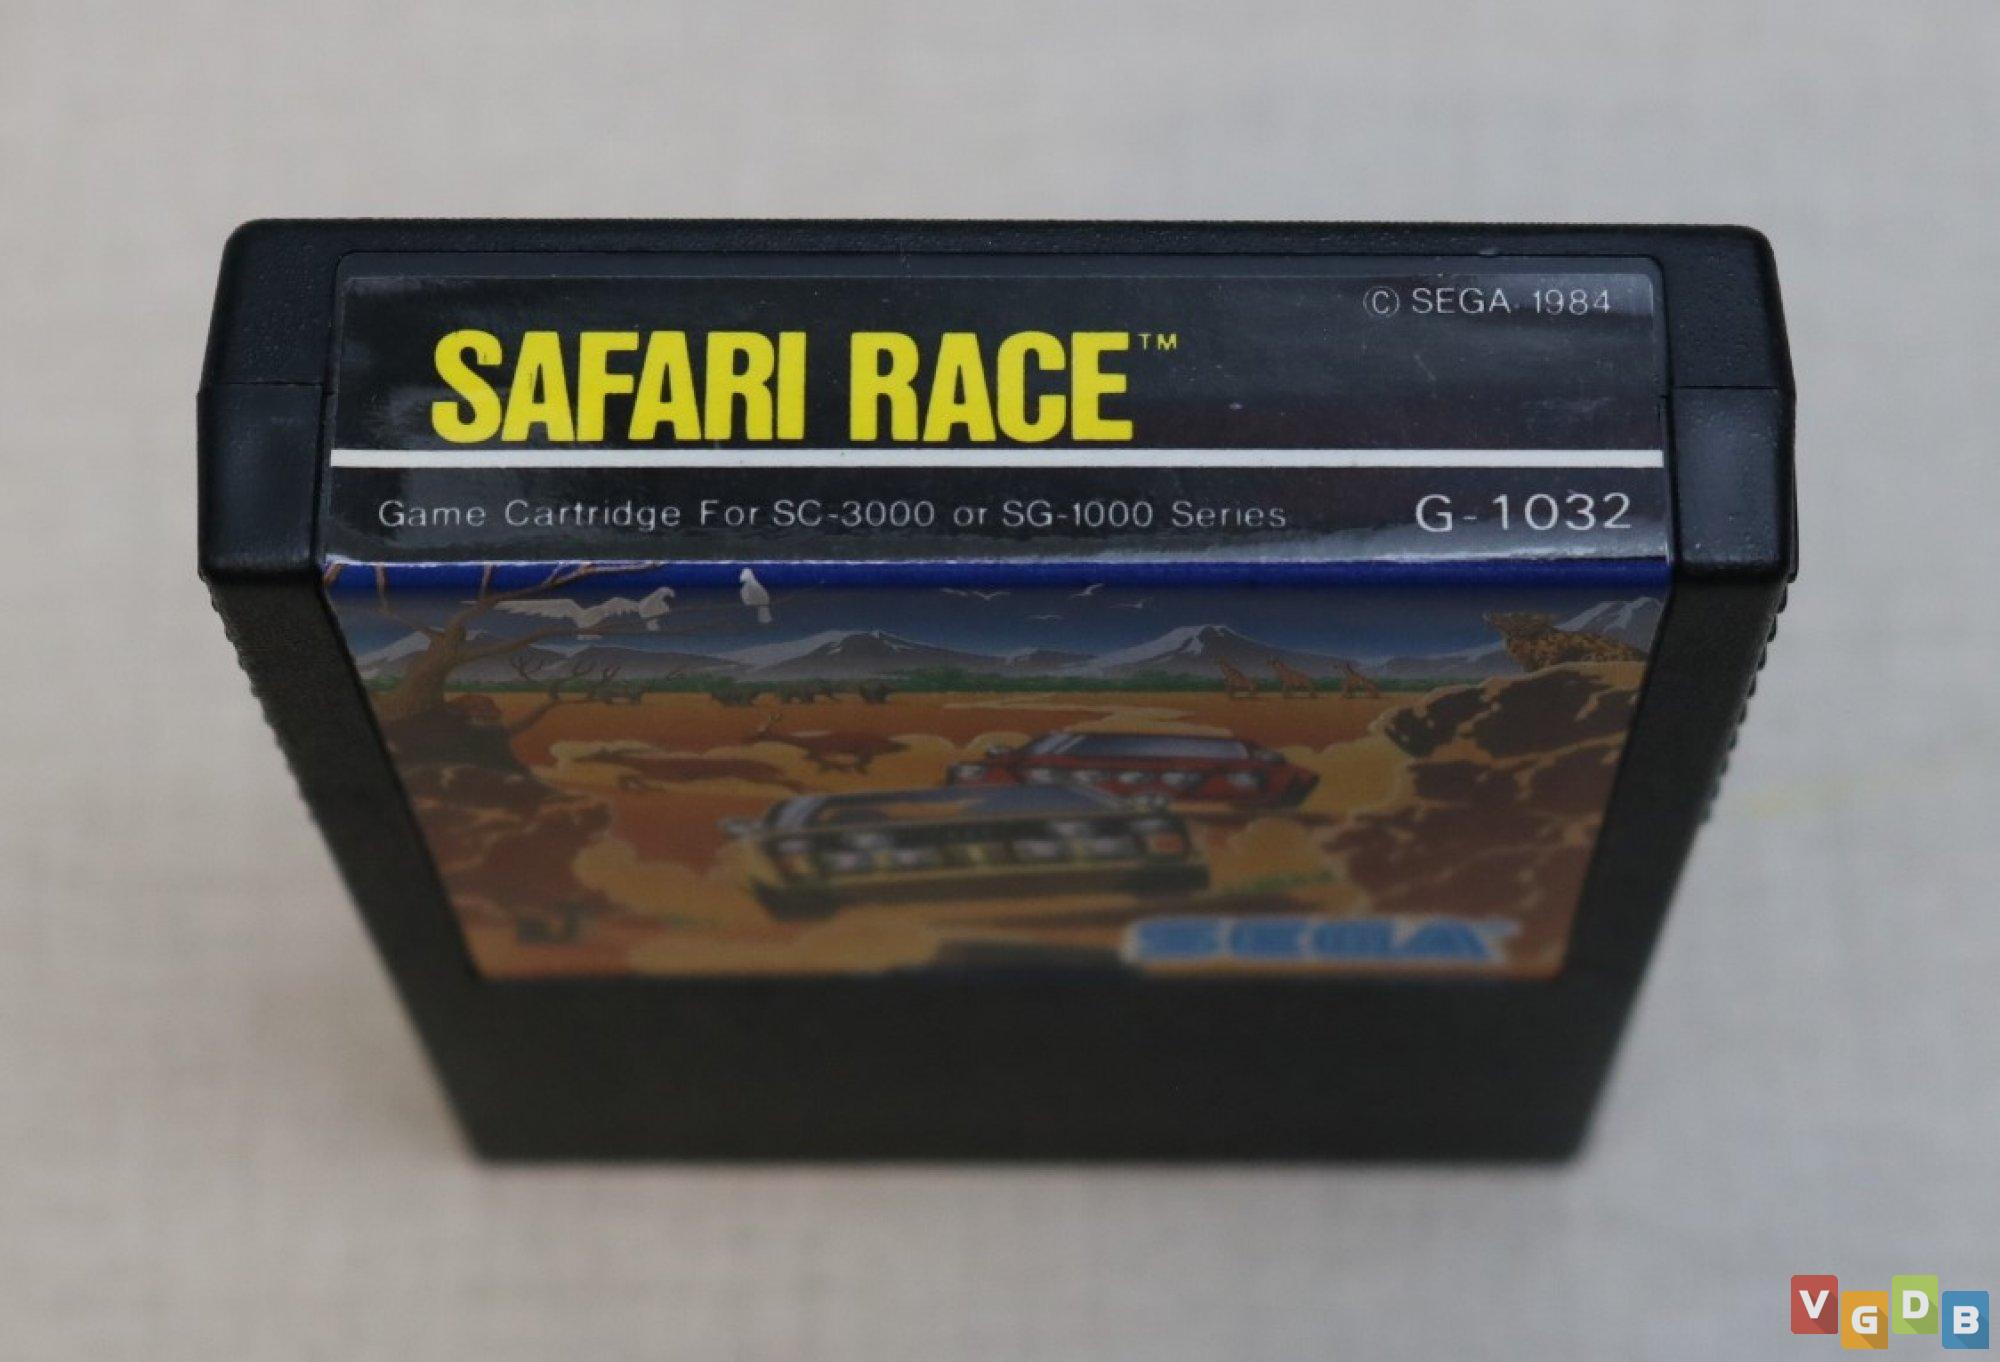 © SEGA 1984
SAFARI RACE™
Game Cartridge For SC-3000 or SG-1000 Series G-1032
SEGA
VGDB